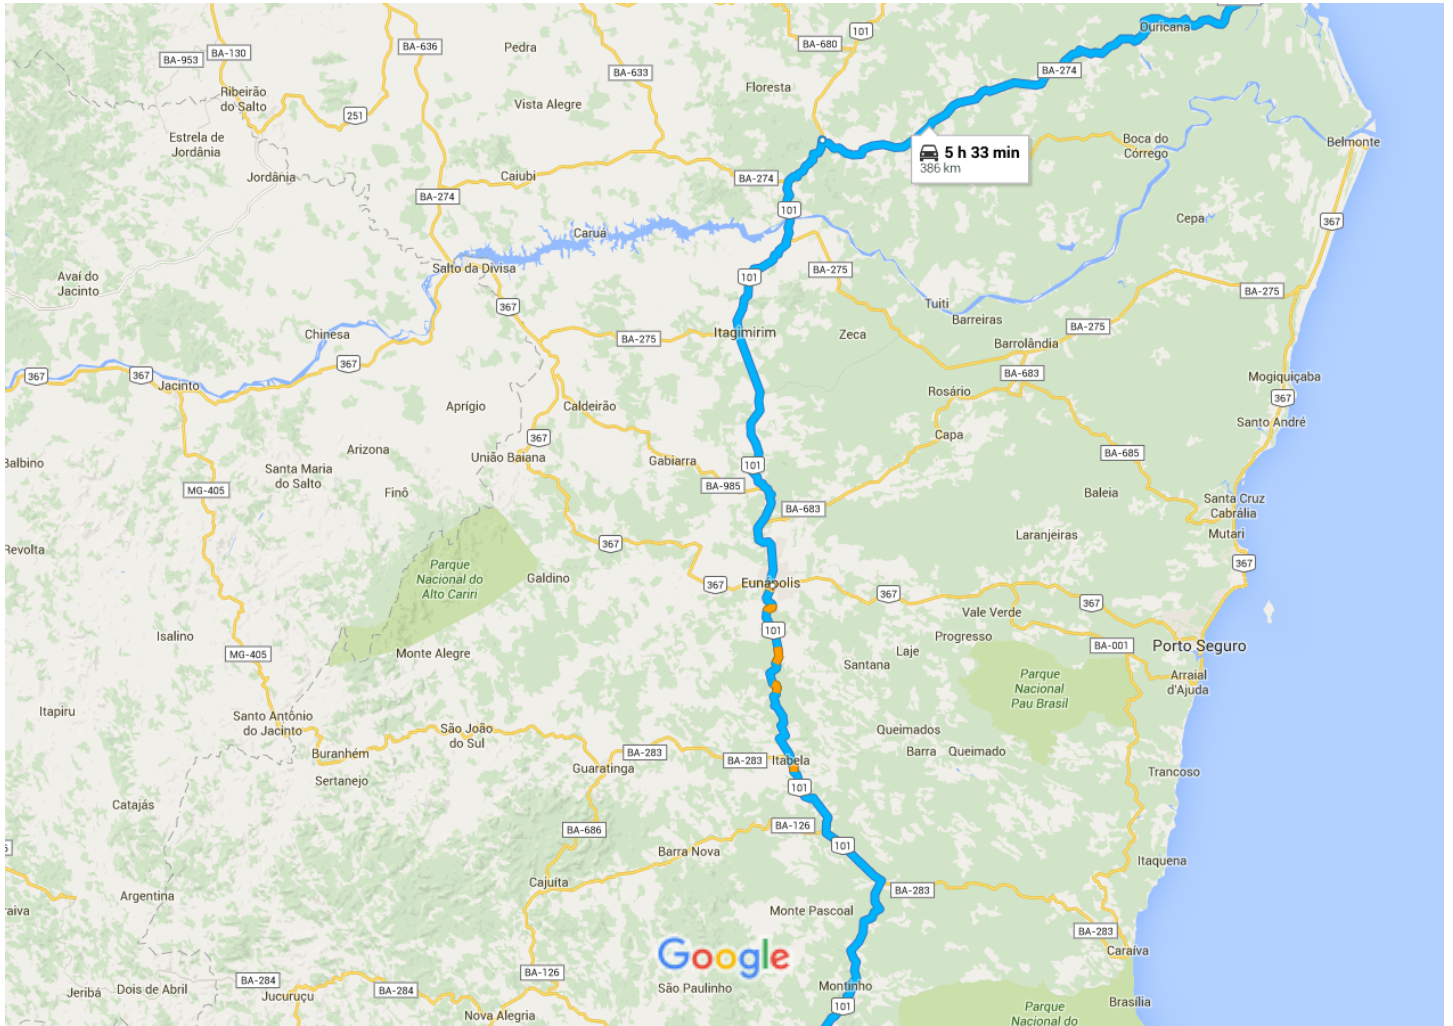 Ouricana
101
BA-636
BA-680
BA-130
BA-953
Pedra
BA-633
BA-274
Floresta
Ribeirão
do Salto
Vista Alegre
251
Estrela de
Jordânia
Boca do
Córrego
Belmonte
5 h 33 min
386 km
Jordânia
Caiubi
BA-274
BA-274
101
Cepa
367
Caruá
Salto da Divisa
Avaí do
Jacinto
101
BA-275
BA-275
367
Tuiti
Barreiras
Chinesa
BA-275
Itagimirim
Zeca
BA-275
Barrolândia
367
367
367
Jacinto
BA-683
Mogiquiçaba
Rosário
367
Aprígio
Caldeirão
Santo André
Capa
367
Arizona
União Baiana
Gabiarra
101
BA-685
Balbino
Santa Maria
do Salto
MG-405
Finô
BA-985
Baleia
Santa Cruz
Cabrália
BA-683
Laranjeiras
Mutari
Revolta
367
367
Parque
Nacional do
Alto Cariri
Galdino
367
Eunápolis
367
367
Vale Verde
Isalino
101
Progresso
MG-405
Monte Alegre
Laje
BA-001
Porto Seguro
Santana
Parque
Nacional
Pau Brasil
Arraial
d'Ajuda
Itapiru
Santo Antônio
do Jacinto
São João
do Sul
Queimados
Buranhém
BA-283
BA-283
Itabela
Barra
Queimado
Sertanejo
Guaratinga
Trancoso
101
Catajás
BA-686
BA-126
101
Barra Nova
Itaquena
Cajuíta
BA-283
Argentina
raiva
Monte Pascoal
BA-283
Caraíva
Google
BA-126
BA-284
BA-284
Jeribá
Dois de Abril
Jucuruçu
São Paulinho
Montinho
101
Brasília
Nova Alegria
Parque
Nacional do